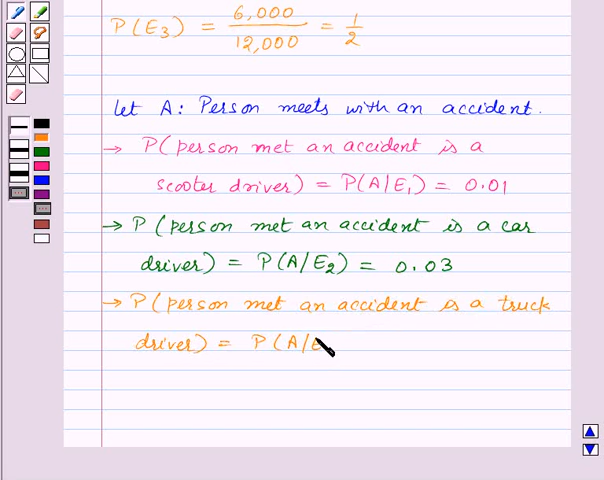 P(E₃) = 6,000 / 12,000 = 1/2
let A: Person meets with an accident.
→ P(person met an accident is a
scooter driver) = P(A/E₁) = 0.01
→ P(person met an accident is a car
driver) = P(A/E₂) = 0.03
→ P(person met an accident is a truck
driver) = P(A/E